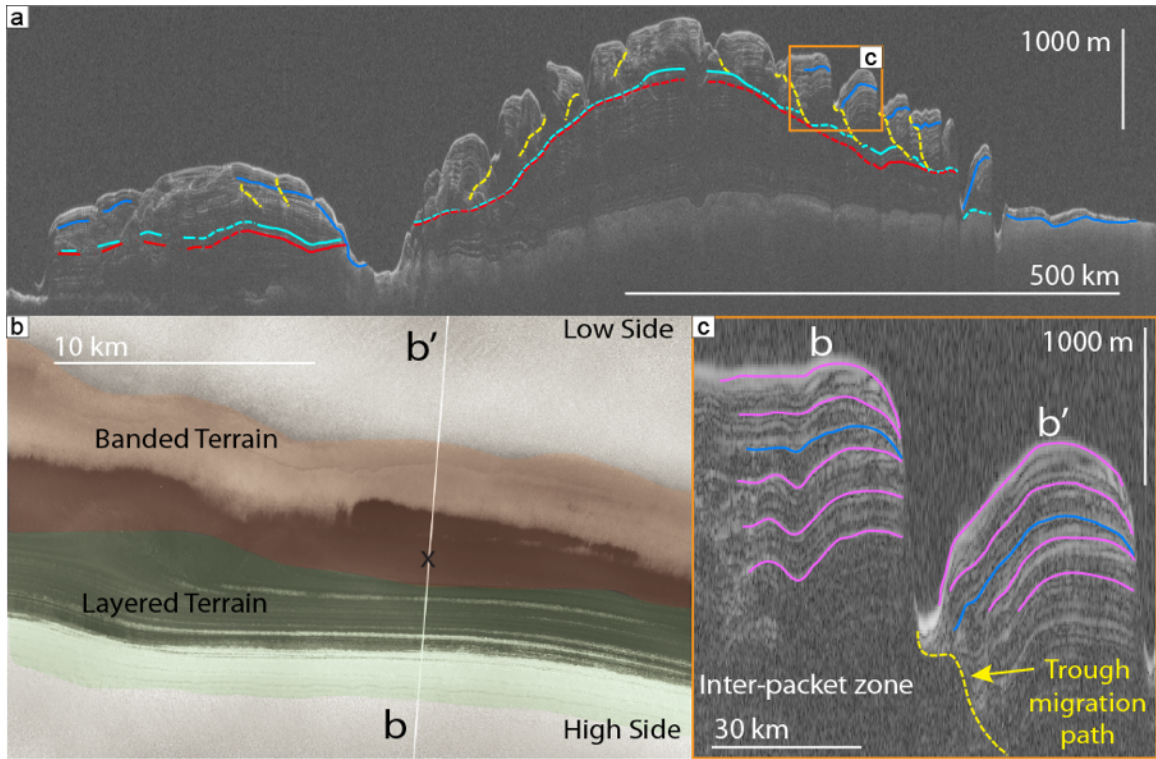 a
1000 m
c
500 km
b
10 km
b′
Low Side
Banded Terrain
x
Layered Terrain
b
High Side
c
1000 m
b
b′
Inter-packet zone
30 km
Trough
migration
path